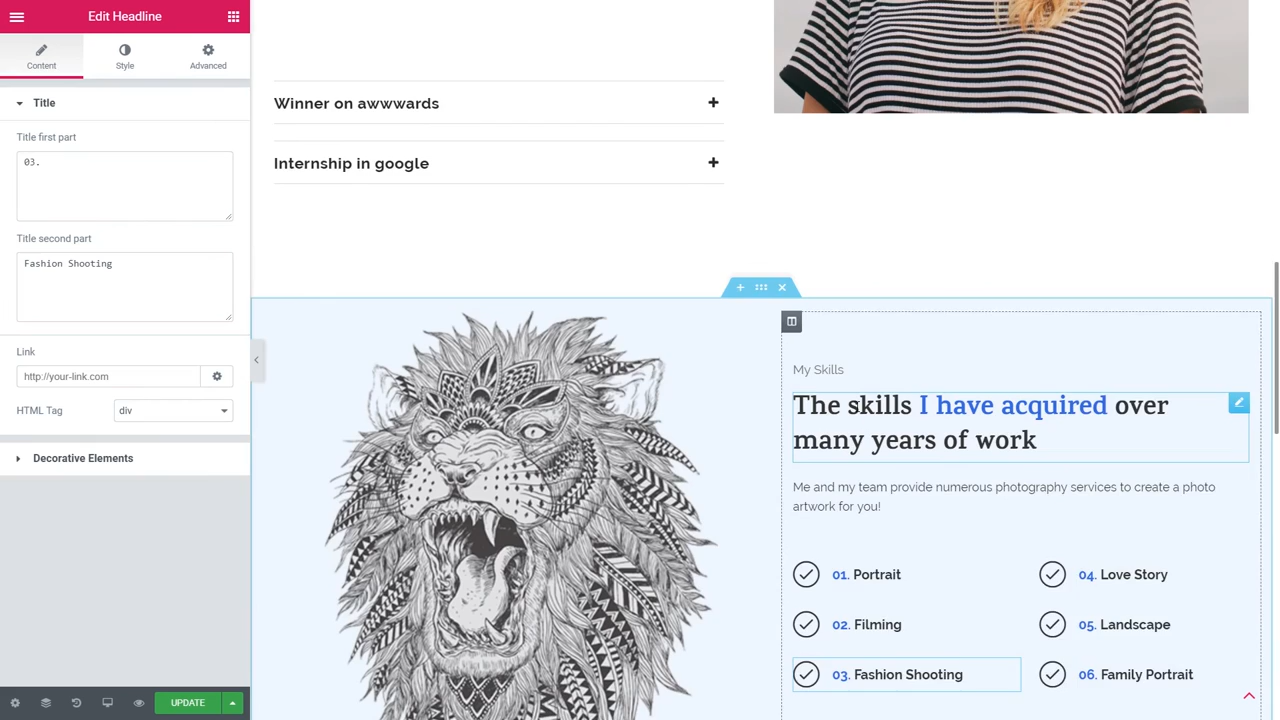 Edit Headline
Content
Style
Advanced
Title
Title first part
03.
Title second part
Fashion Shooting
Link
http://your-link.com
HTML Tag
div
Decorative Elements
UPDATE
Winner on awwwards
Internship in google
My Skills
The skills I have acquired over
many years of work
Me and my team provide numerous photography services to create a photo
artwork for you!
01. Portrait
04. Love Story
02. Filming
05. Landscape
03. Fashion Shooting
06. Family Portrait